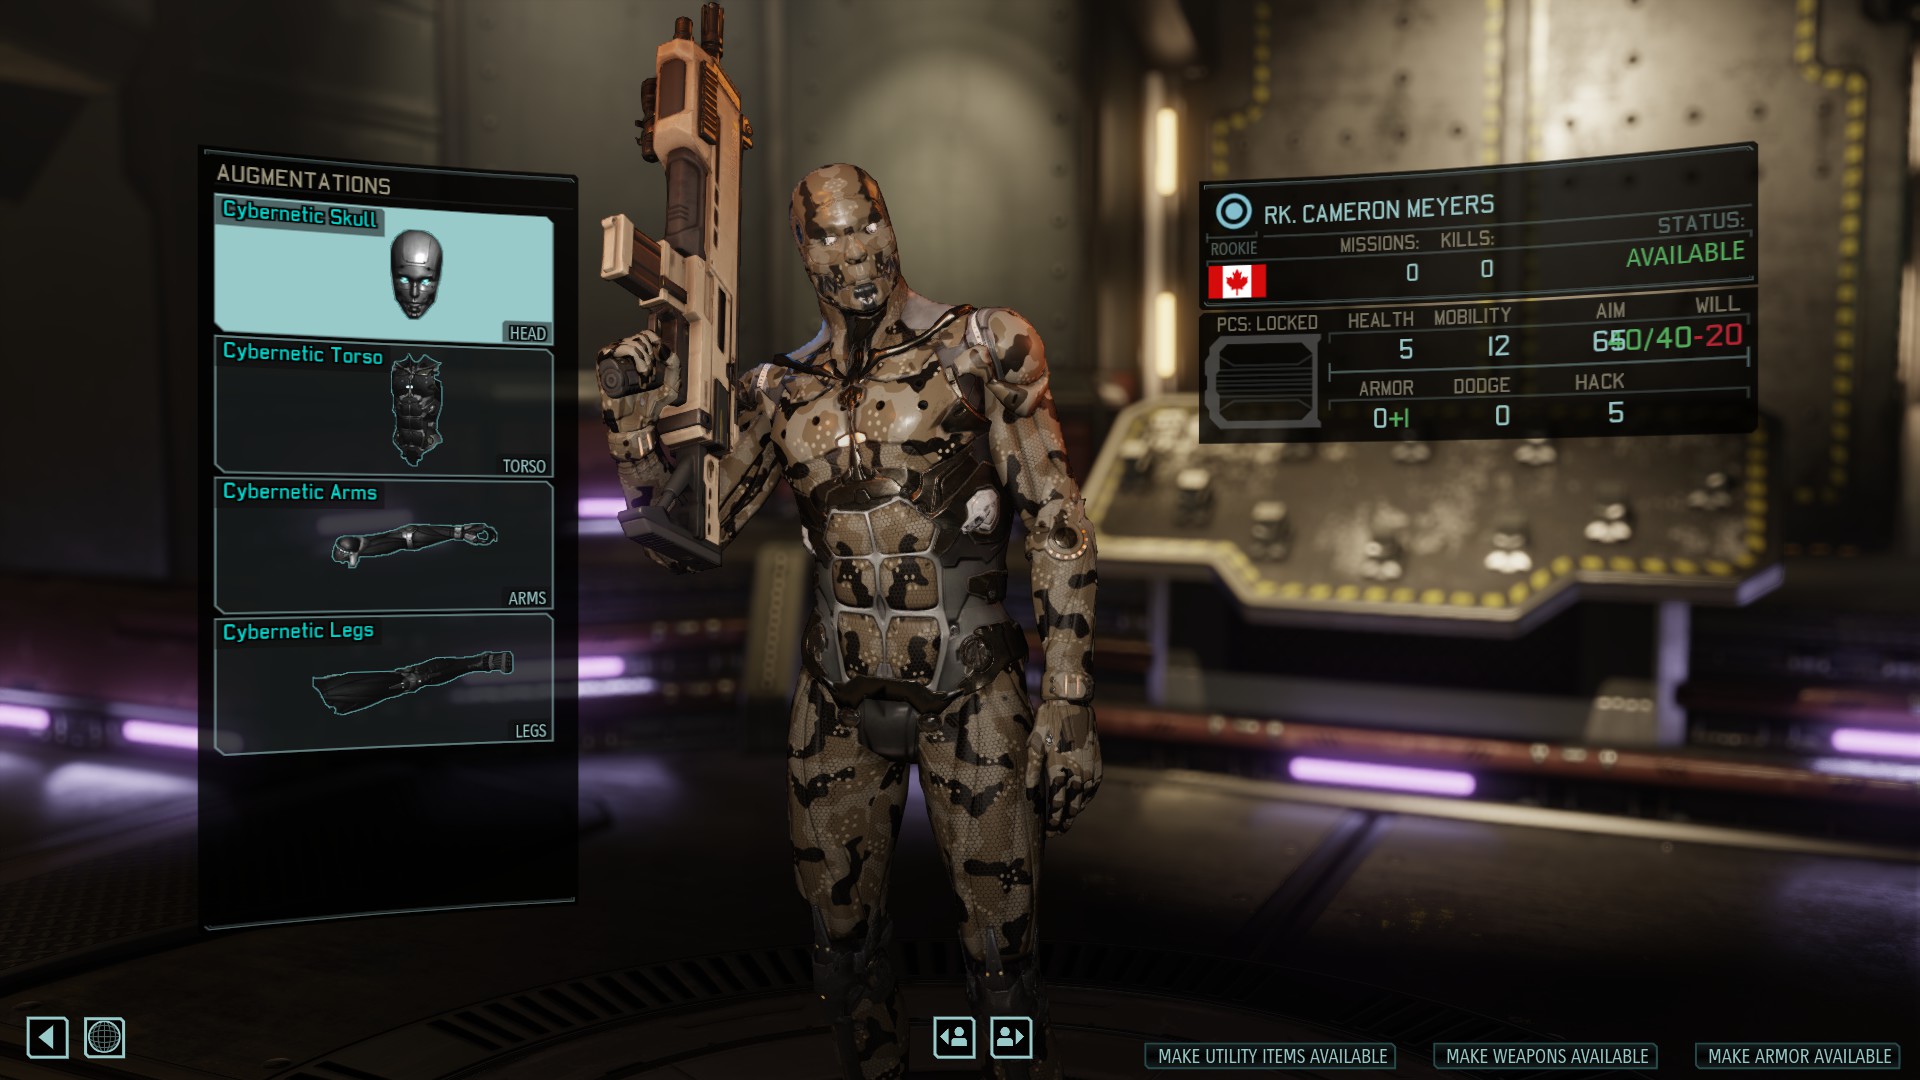 AUGMENTATIONS
Cybernetic Skull
HEAD
Cybernetic Torso
TORSO
Cybernetic Arms
ARMS
Cybernetic Legs
LEGS
RK. CAMERON MEYERS
ROOKIE
MISSIONS: KILLS: STATUS:
0 0 AVAILABLE
PCS: LOCKED HEALTH MOBILITY AIM WILL
5 12 65 40/40-20
ARMOR DODGE HACK
0+1 0 5
MAKE UTILITY ITEMS AVAILABLE MAKE WEAPONS AVAILABLE MAKE ARMOR AVAILABLE